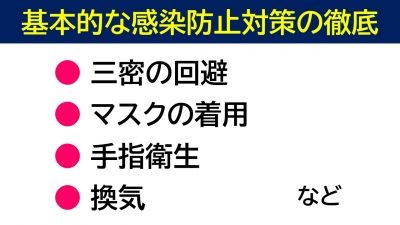 基本的な感染防止対策の徹底
● 三密の回避
● マスクの着用
● 手指衛生
● 換気 など